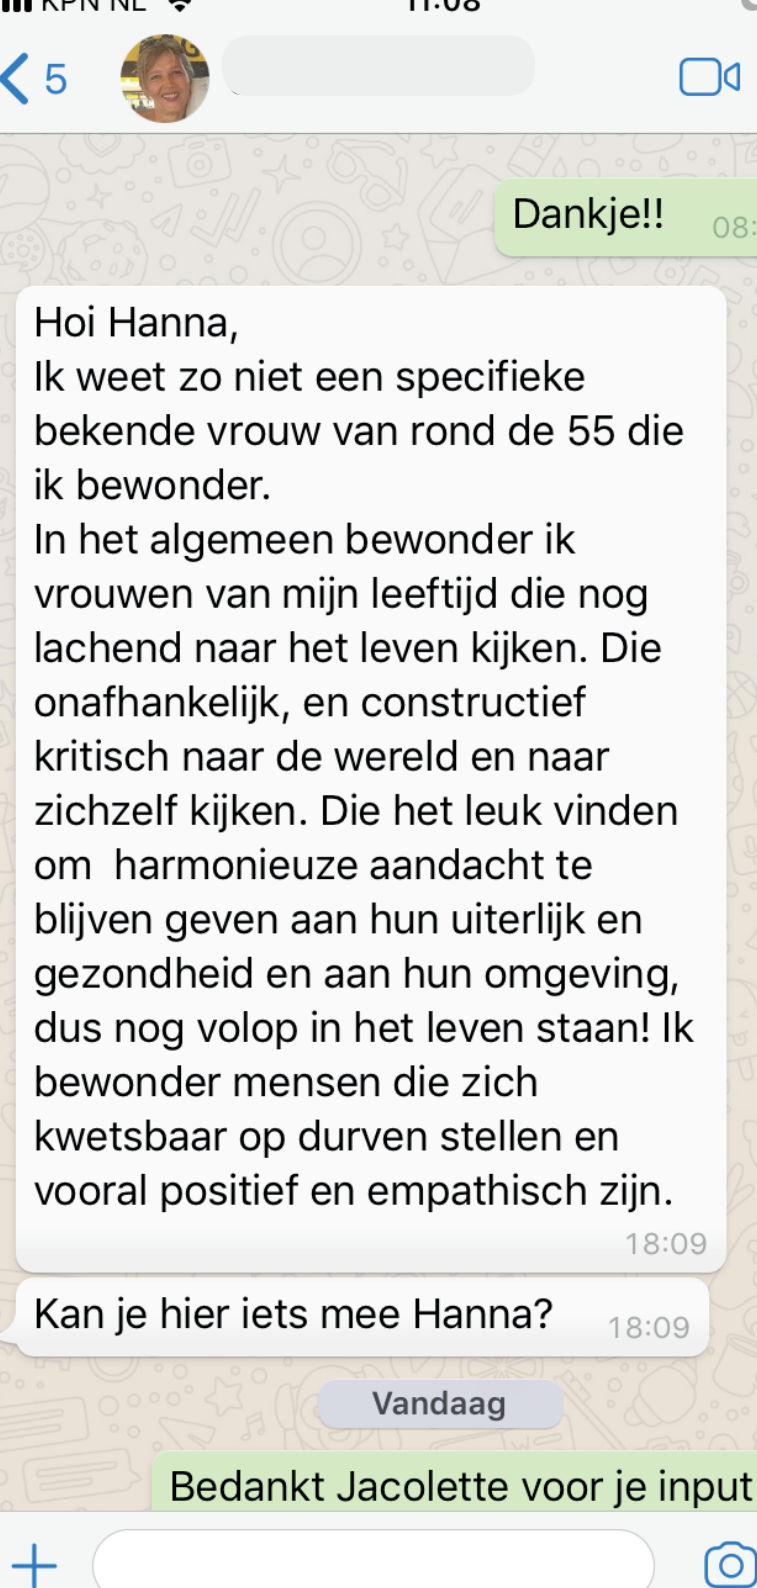 KPN NL 11:08
5
Dankje!! 08:
Hoi Hanna,
Ik weet zo niet een specifieke
bekende vrouw van rond de 55 die
ik bewonder.
In het algemeen bewonder ik
vrouwen van mijn leeftijd die nog
lachend naar het leven kijken. Die
onafhankelijk, en constructief
kritisch naar de wereld en naar
zichzelf kijken. Die het leuk vinden
om  harmonieuze aandacht te
blijven geven aan hun uiterlijk en
gezondheid en aan hun omgeving,
dus nog volop in het leven staan! Ik
bewonder mensen die zich
kwetsbaar op durven stellen en
vooral positief en empathisch zijn.
18:09
Kan je hier iets mee Hanna? 18:09
Vandaag
Bedankt Jacolette voor je input